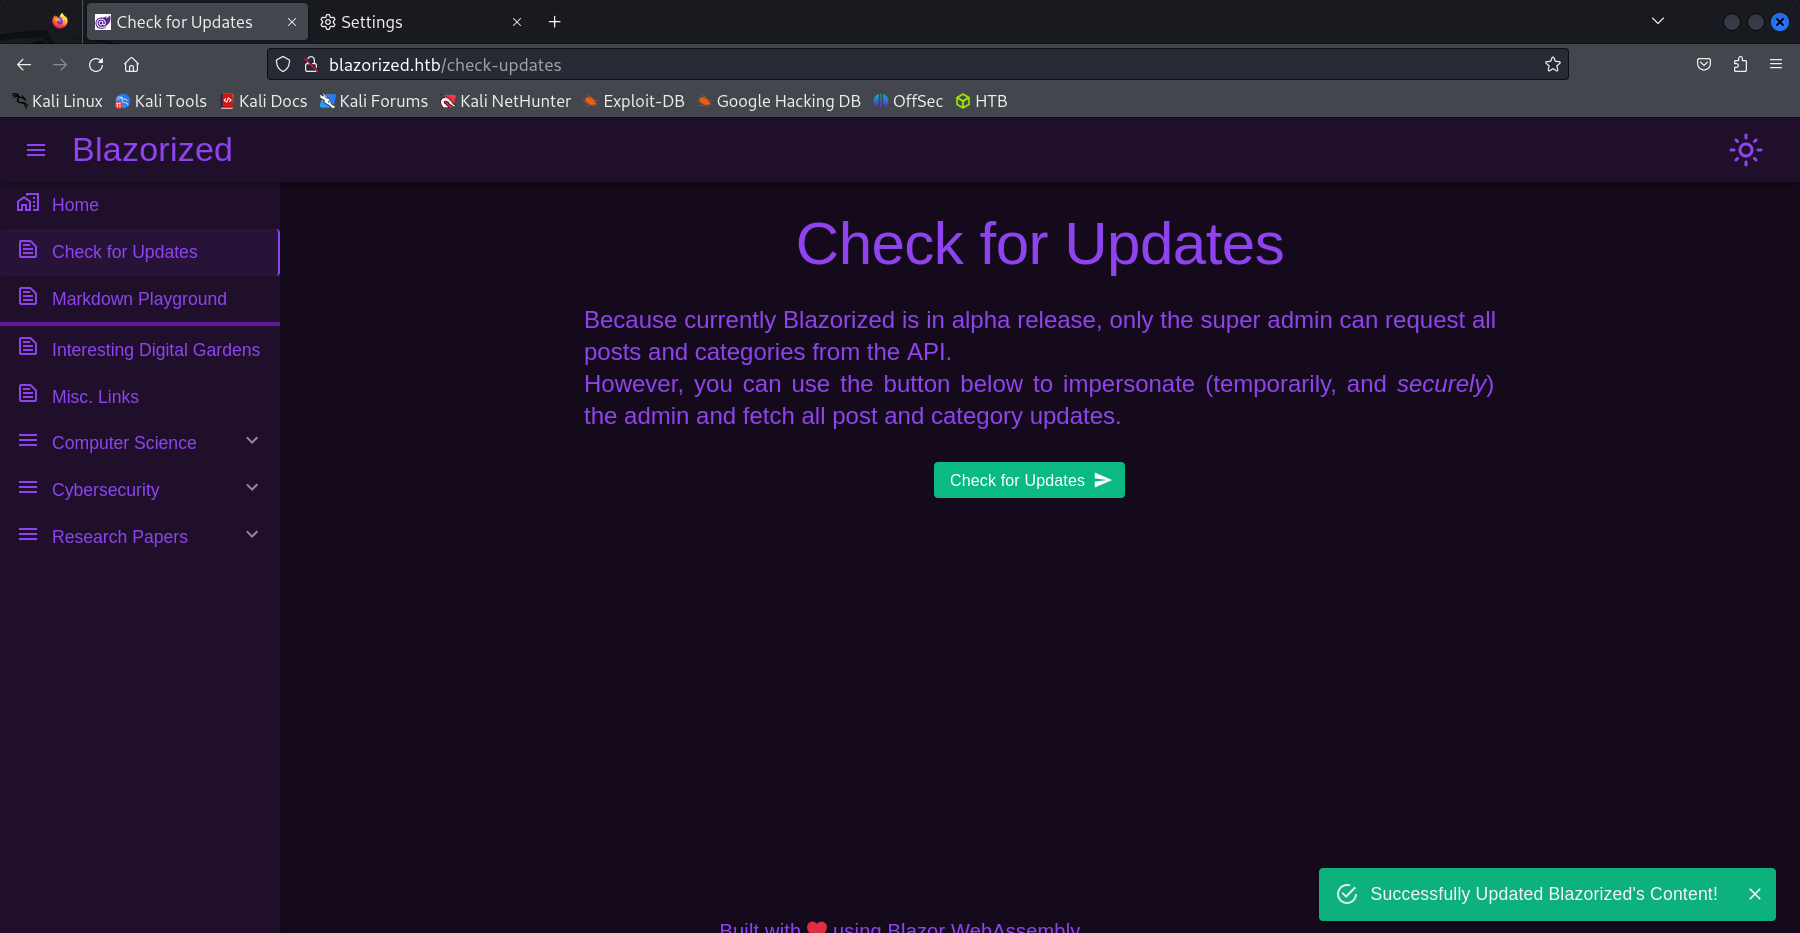 Check for Updates
Settings
blazorized.htb/check-updates
Kali Linux Kali Tools Kali Docs Kali Forums Kali NetHunter Exploit-DB Google Hacking DB OffSec HTB
Blazorized
Home
Check for Updates
Markdown Playground
Interesting Digital Gardens
Misc. Links
Computer Science
Cybersecurity
Research Papers
Check for Updates
Because currently Blazorized is in alpha release, only the super admin can request all
posts and categories from the API.
However, you can use the button below to impersonate (temporarily, and securely)
the admin and fetch all post and category updates.
Check for Updates
Successfully Updated Blazorized's Content!
Built with ❤ using Blazor WebAssembly